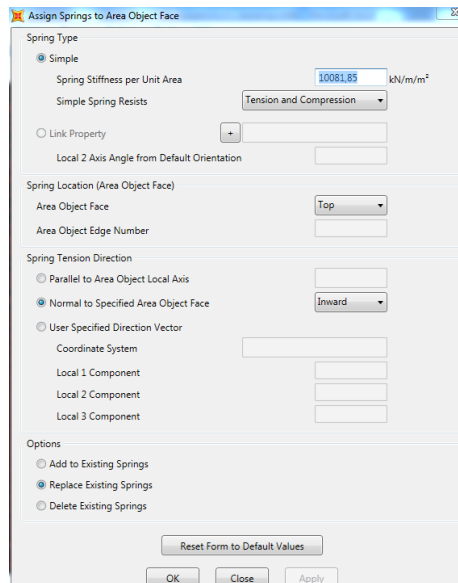 Assign Springs to Area Object Face
Spring Type
Simple
Spring Stiffness per Unit Area 10081,85 kN/m/m²
Simple Spring Resists Tension and Compression
Link Property +
Local 2 Axis Angle from Default Orientation
Spring Location (Area Object Face)
Area Object Face Top
Area Object Edge Number
Spring Tension Direction
Parallel to Area Object Local Axis
Normal to Specified Area Object Face Inward
User Specified Direction Vector
Coordinate System
Local 1 Component
Local 2 Component
Local 3 Component
Options
Add to Existing Springs
Replace Existing Springs
Delete Existing Springs
Reset Form to Default Values
OK Close Apply